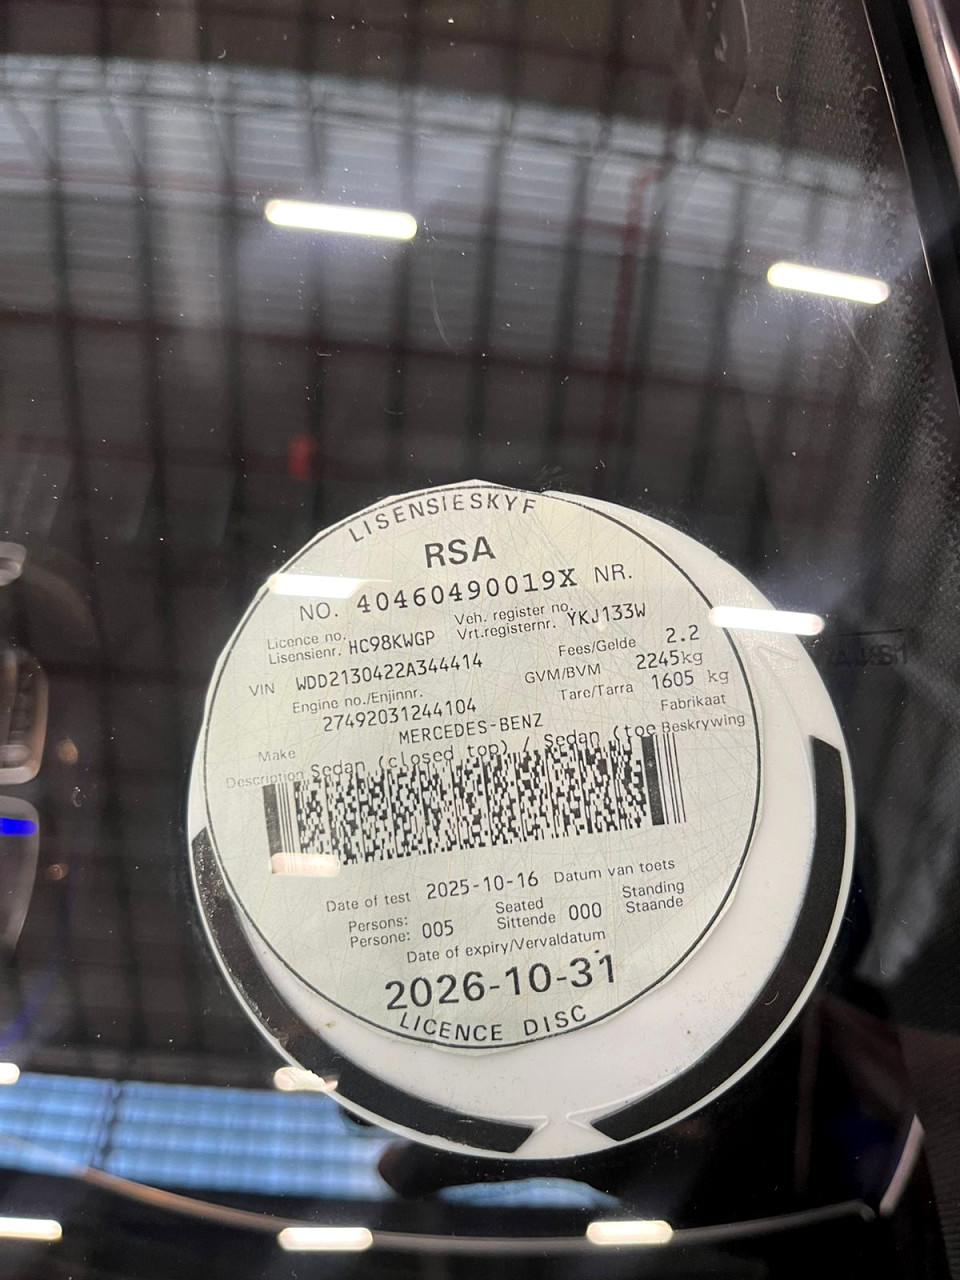 LISENSIESKYF
RSA
NO. 40460490019X NR.
Licence no. Veh. register no.
Lisensienr. HC98KWGP Vrt.registernr. YKJ133W
VIN WDD2130422A344414 Fees/Gelde 2.2
Engine no./Enjinnr. GVM/BVM 2245kg
27492031244104 Tare/Tarra 1605 kg
Make MERCEDES-BENZ Fabrikaat
Description Sedan (closed top) / Sedan (toe Beskrywing
Date of test 2025-10-16 Datum van toets
Persons: Seated Standing
Persone: 005 Sittende 000 Staande
Date of expiry/Vervaldatum
2026-10-31
LICENCE DISC